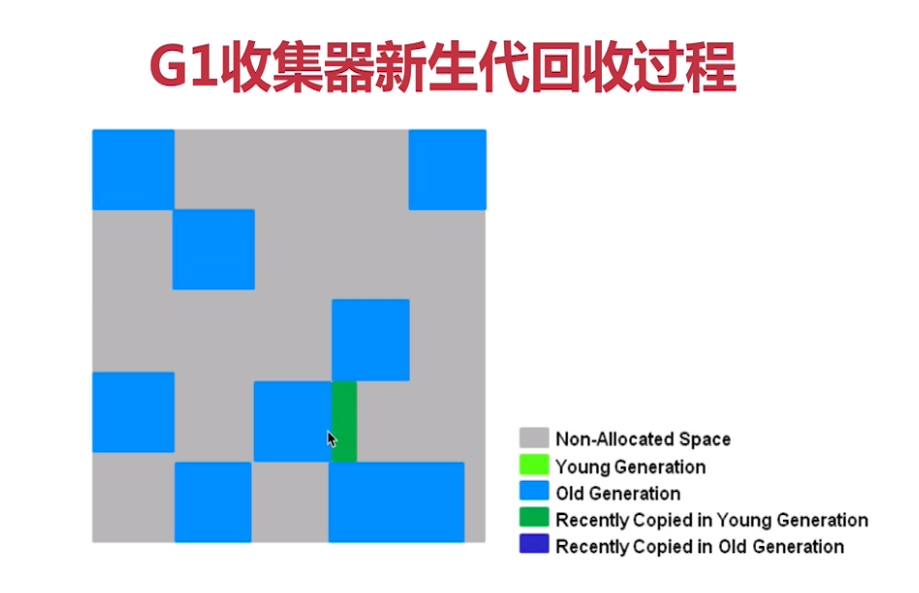 G1收集器新生代回收过程
Non-Allocated Space
Young Generation
Old Generation
Recently Copied in Young Generation
Recently Copied in Old Generation